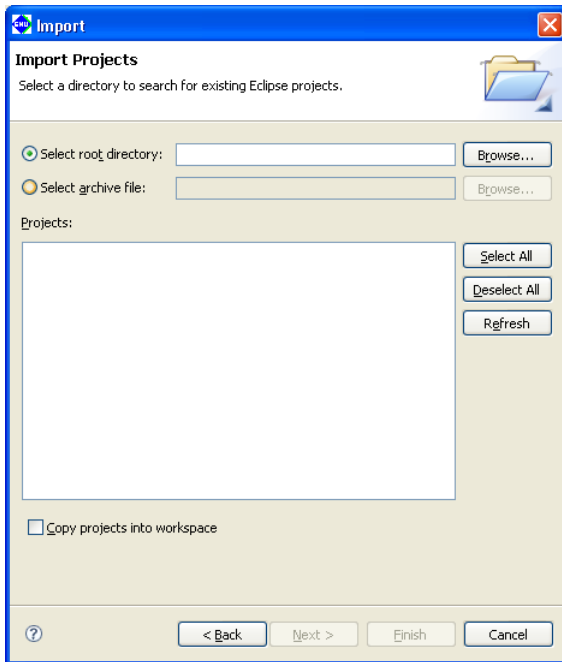 GNU Import
Import Projects
Select a directory to search for existing Eclipse projects.
Select root directory: Browse...
Select archive file: Browse...
Projects:
Select All
Deselect All
Refresh
Copy projects into workspace
? < Back Next > Finish Cancel